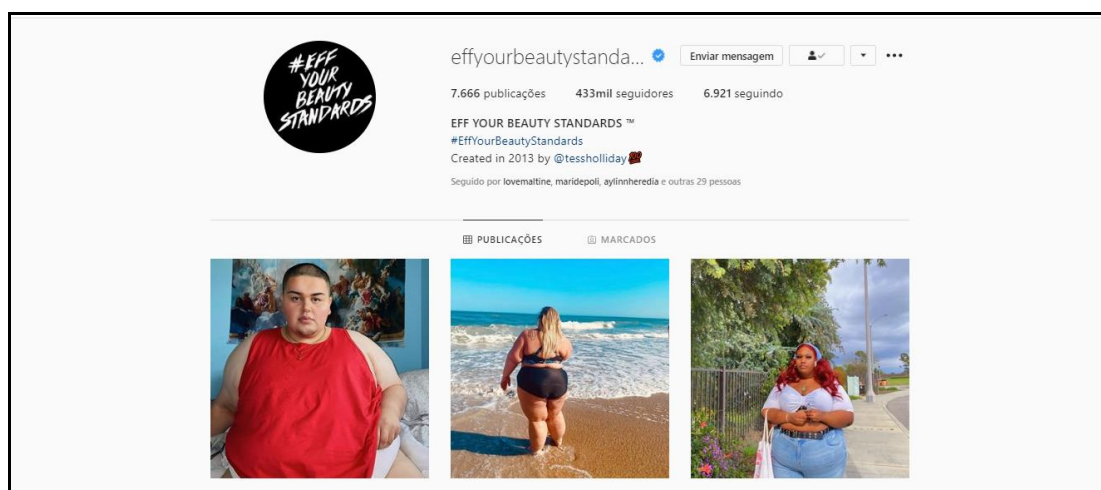 #EFF
YOUR
BEAUTY
STANDARDS
effyourbeautystanda... Enviar mensagem
7.666 publicações 433mil seguidores 6.921 seguindo
EFF YOUR BEAUTY STANDARDS ™
#EffYourBeautyStandards
Created in 2013 by @tessholliday💯
Seguido por lovemaltine, maridepoli, aylinnheredia e outras 29 pessoas
PUBLICAÇÕES MARCADOS